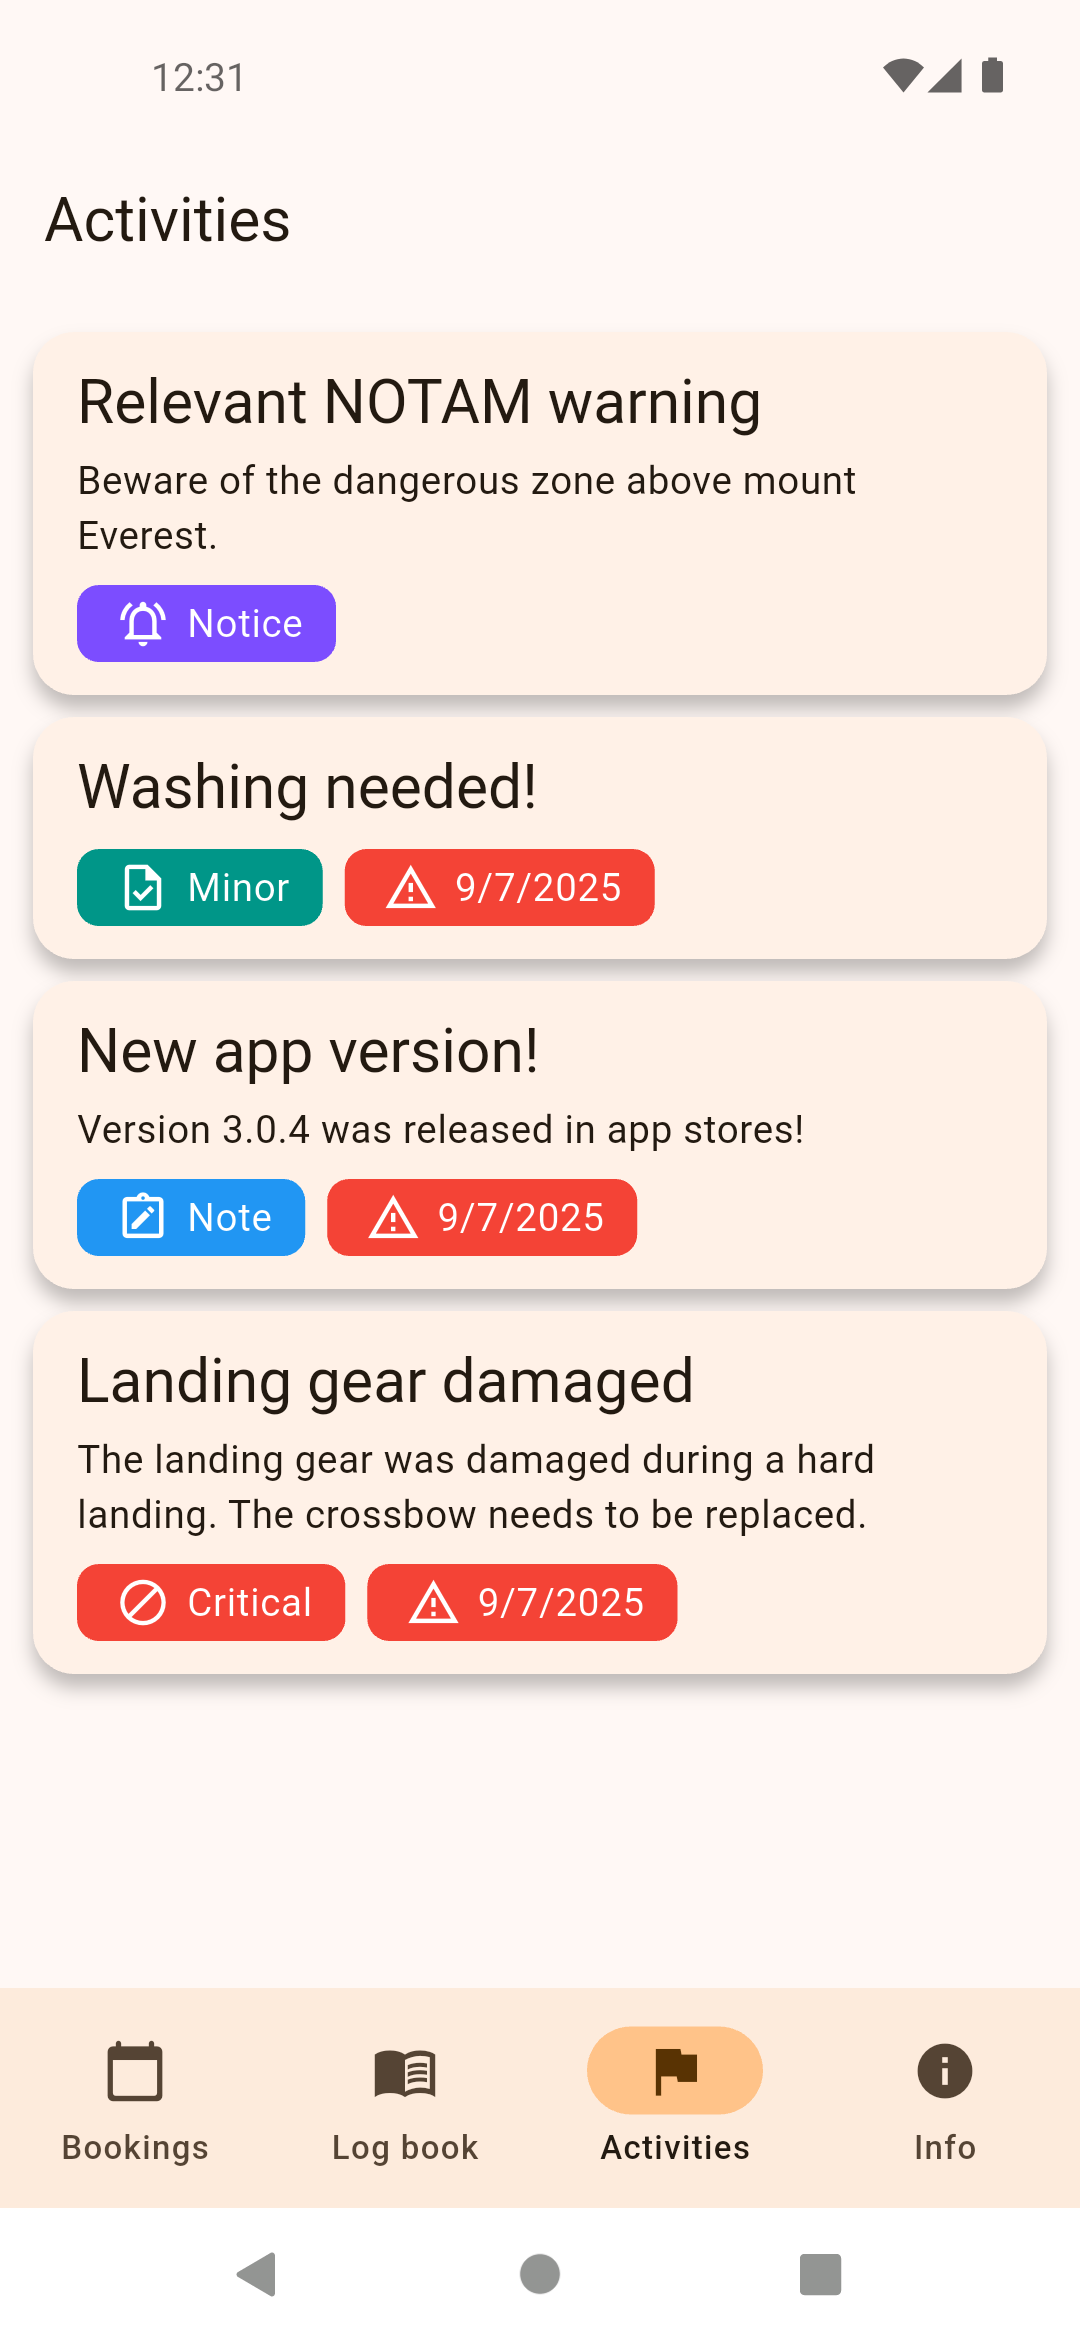 12:31
Activities
Relevant NOTAM warning
Beware of the dangerous zone above mount
Everest.
Notice
Washing needed!
Minor 9/7/2025
New app version!
Version 3.0.4 was released in app stores!
Note 9/7/2025
Landing gear damaged
The landing gear was damaged during a hard
landing. The crossbow needs to be replaced.
Critical 9/7/2025
Bookings Log book Activities Info